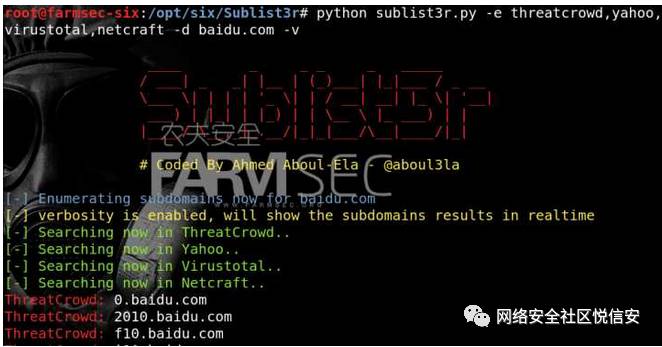 root@farmsec-six:/opt/six/Sublist3r# python sublist3r.py -e threatcrowd,yahoo,
virustotal,netcraft -d baidu.com -v
Sublist3r
农夫安全
# Coded By Ahmed Aboul-Ela - @aboul3la
FARMSEC
[-] Enumerating subdomains now for baidu.com
[-] verbosity is enabled, will show the subdomains results in realtime
[-] Searching now in ThreatCrowd..
[-] Searching now in Yahoo..
[-] Searching now in Virustotal..
[-] Searching now in Netcraft..
ThreatCrowd: 0.baidu.com
ThreatCrowd: 2010.baidu.com
ThreatCrowd: f10.baidu.com
网络安全社区悦信安